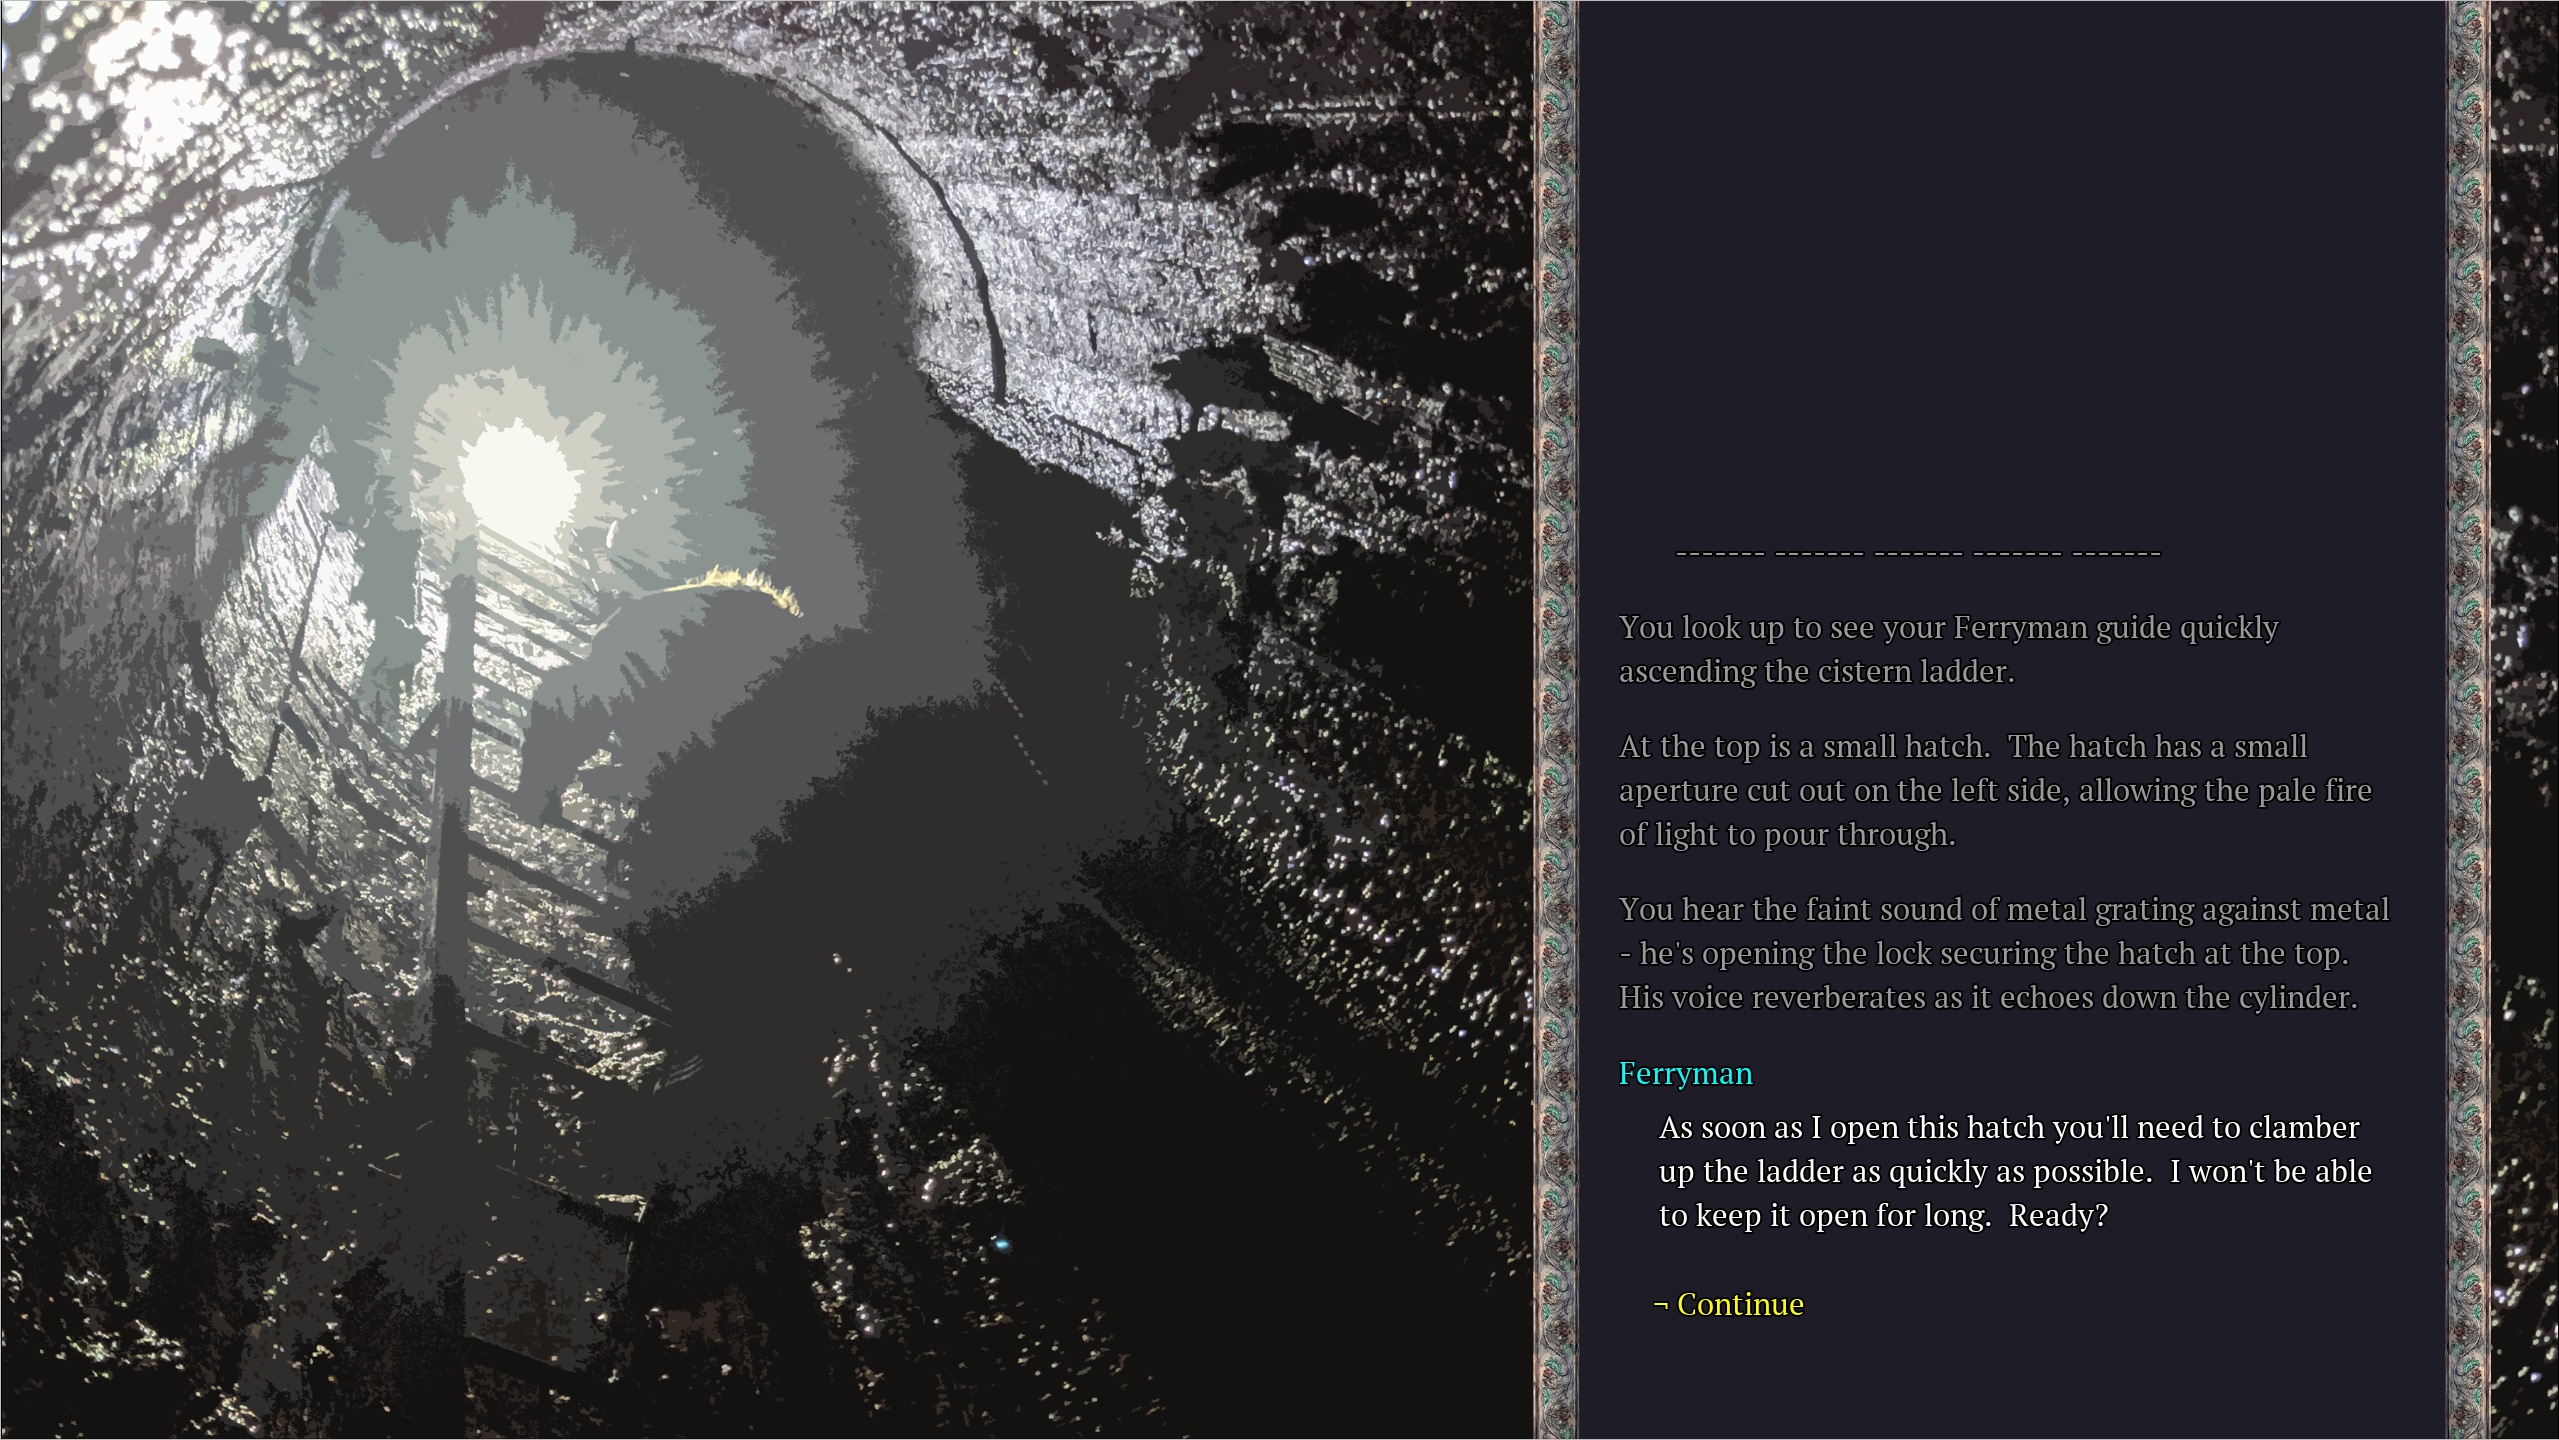 ------- ------- ------- ------- -------
You look up to see your Ferryman guide quickly
ascending the cistern ladder.
At the top is a small hatch.  The hatch has a small
aperture cut out on the left side, allowing the pale fire
of light to pour through.
You hear the faint sound of metal grating against metal
- he's opening the lock securing the hatch at the top.
His voice reverberates as it echoes down the cylinder.
Ferryman
As soon as I open this hatch you'll need to clamber
up the ladder as quickly as possible.  I won't be able
to keep it open for long.  Ready?
¬ Continue